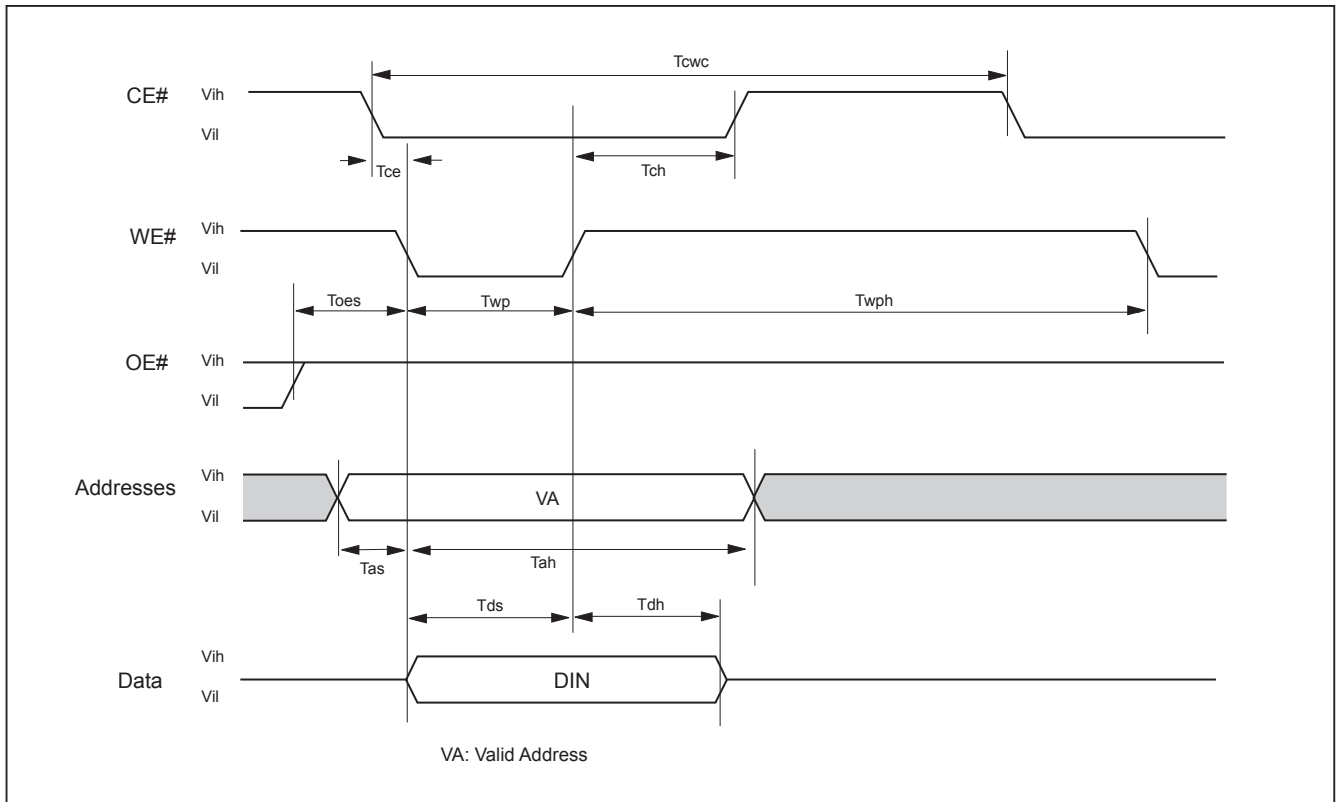 Tcwc
CE#
Vih
Vil
Tce
Tch
WE#
Vih
Vil
Toes
Twp
Twph
OE#
Vih
Vil
Addresses
Vih
Vil
VA
Tas
Tah
Tds
Tdh
Data
Vih
Vil
DIN
VA: Valid Address